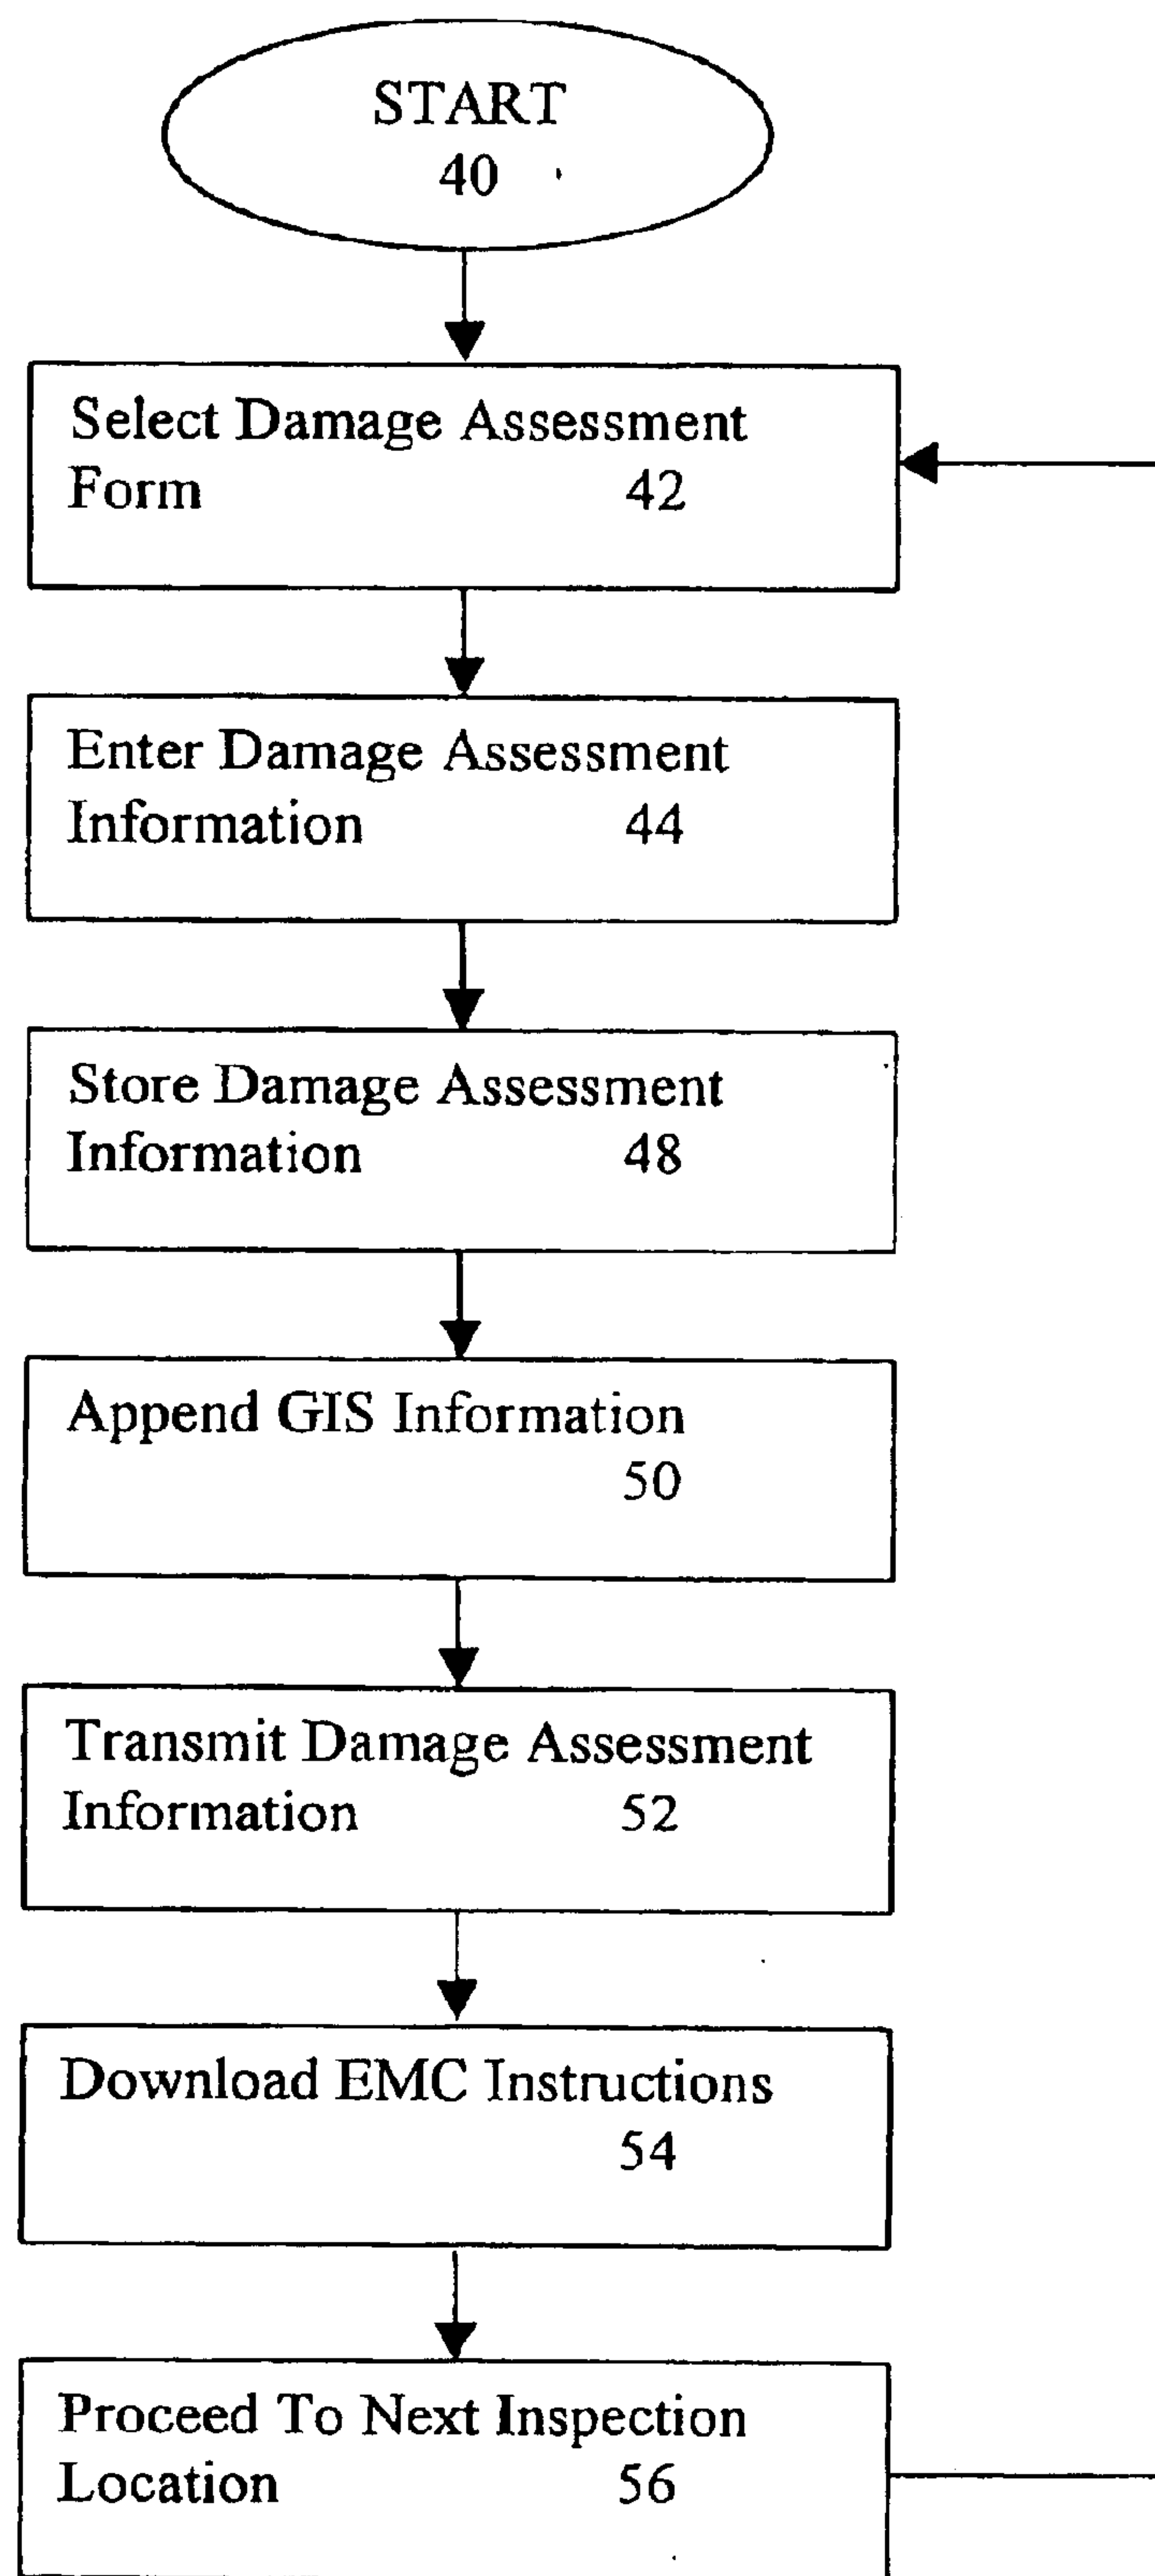 START
40
Select Damage Assessment
Form 42
Enter Damage Assessment
Information 44
Store Damage Assessment
Information 48
Append GIS Information
50
Transmit Damage Assessment
Information 52
Download EMC Instructions
54
Proceed To Next Inspection
Location 56